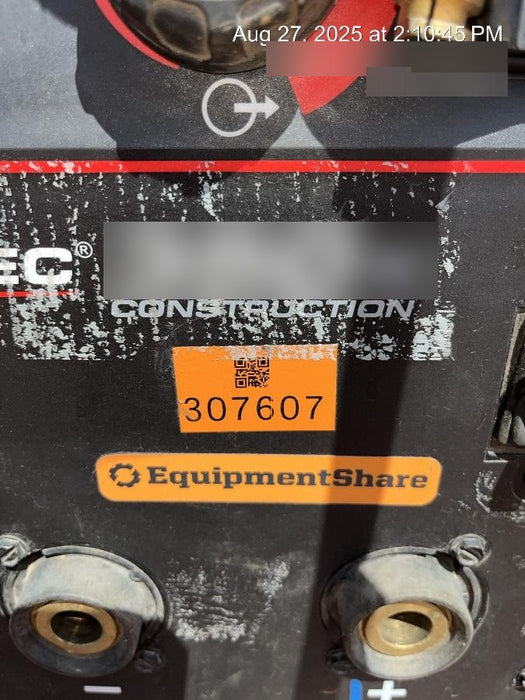 Aug 27, 2025 at 2:10:45 PM
EC®
CONSTRUCTION
307607
EquipmentShare
- +